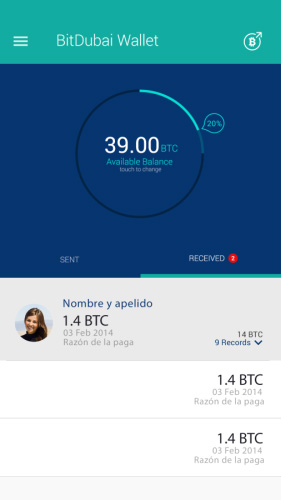 BitDubai Wallet
20%
39.00 BTC
Available Balance
touch to change
SENT
RECEIVED 2
Nombre y apelido
1.4 BTC
03 Feb 2014
Razón de la paga
14 BTC
9 Records
1.4 BTC
03 Feb 2014
Razón de la paga
1.4 BTC
03 Feb 2014
Razón de la paga